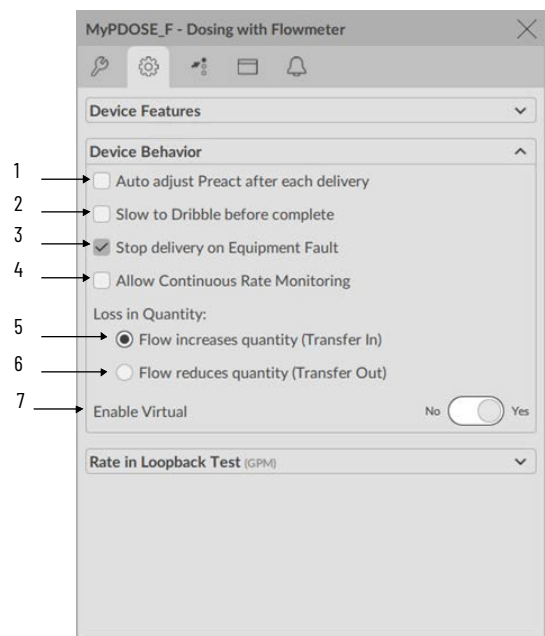 MyPDOSE_F - Dosing with Flowmeter
Device Features
Device Behavior
1 Auto adjust Preact after each delivery
2 Slow to Dribble before complete
3 Stop delivery on Equipment Fault
4 Allow Continuous Rate Monitoring
Loss in Quantity:
5 Flow increases quantity (Transfer In)
6 Flow reduces quantity (Transfer Out)
7 Enable Virtual No Yes
Rate in Loopback Test (GPM)